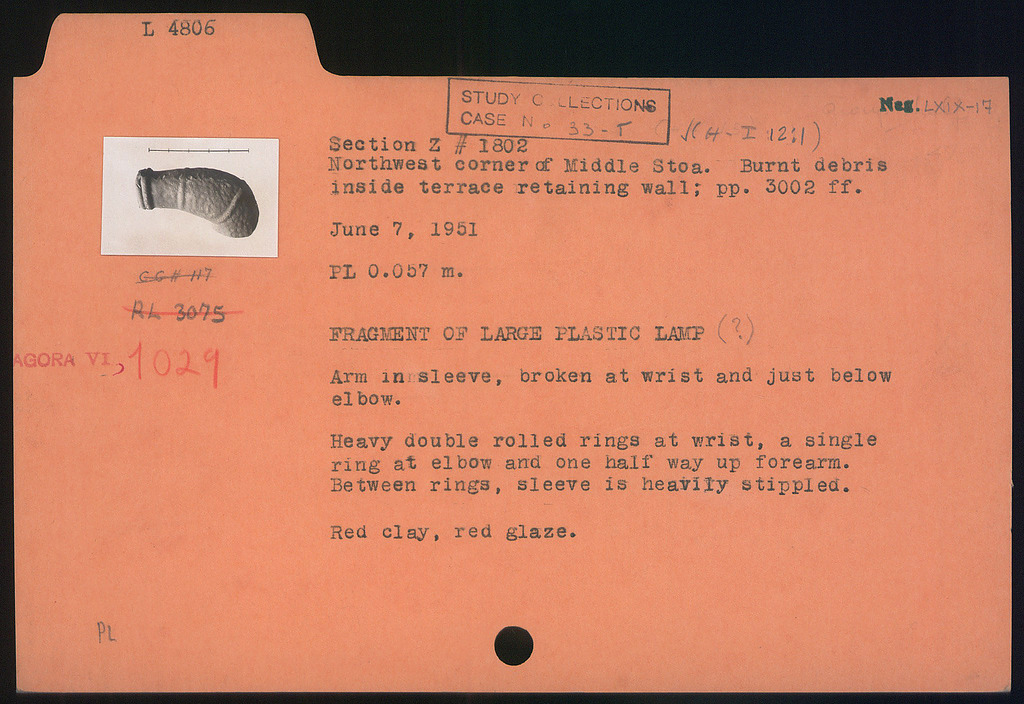 L 4806
STUDY C LLECTIONS
CASE No 33-T
√(H-I 12:1)
Neg. LXIX-17
Section Z # 1802
Northwest corner of Middle Stoa. Burnt debris
inside terrace retaining wall; pp. 3002 ff.
June 7, 1951
PL 0.057 m.
CG# 117
RL 3075
AGORA VI, 1029
FRAGMENT OF LARGE PLASTIC LAMP (?)
Arm in sleeve, broken at wrist and just below
elbow.
Heavy double rolled rings at wrist, a single
ring at elbow and one half way up forearm.
Between rings, sleeve is heavily stippled.
Red clay, red glaze.
PL